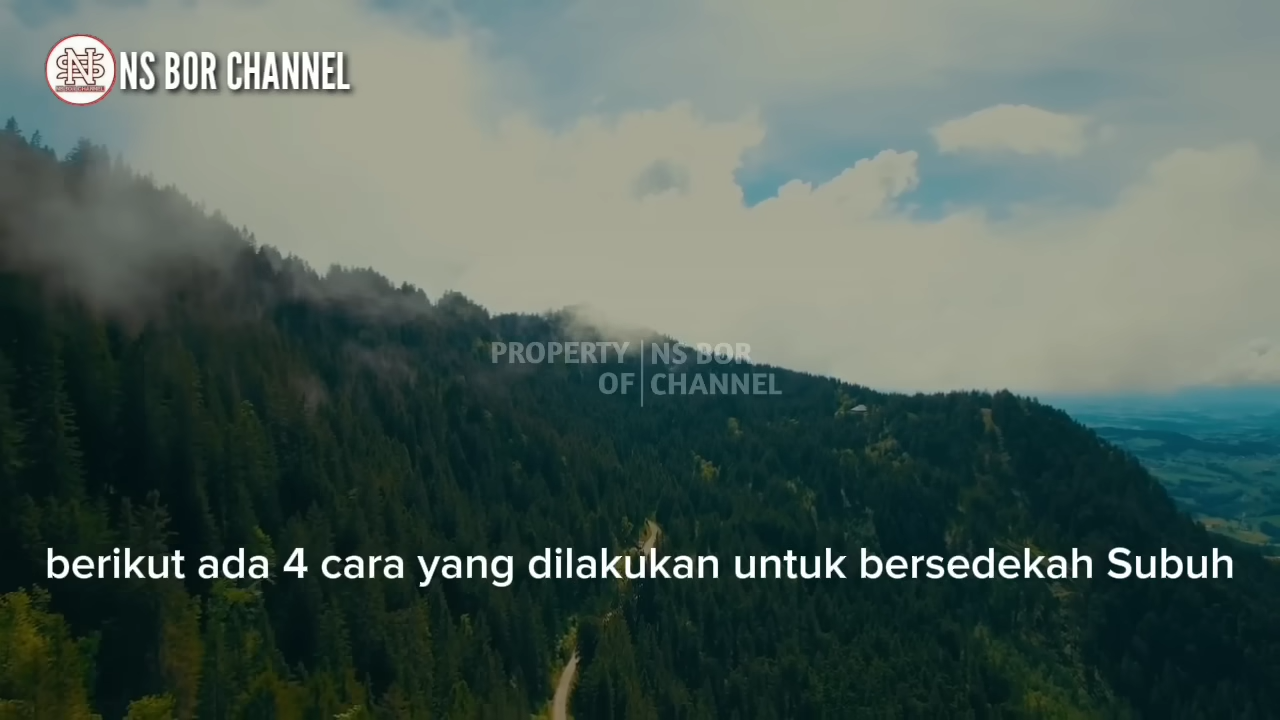 NS BOR CHANNEL
PROPERTY OF
NS BOR CHANNEL
berikut ada 4 cara yang dilakukan untuk bersedekah Subuh